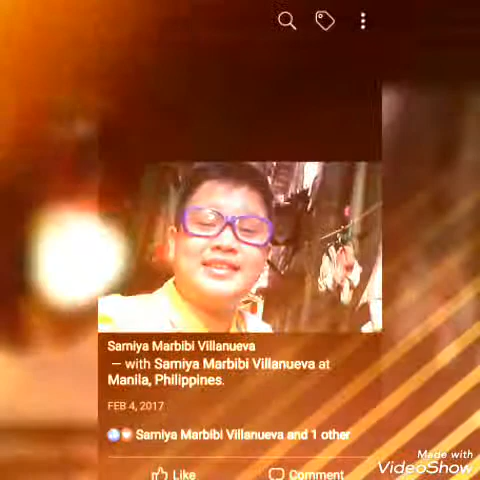 Samiya Marbibi Villanueva
— with Samiya Marbibi Villanueva at
Manila, Philippines.
FEB 4, 2017
Samiya Marbibi Villanueva and 1 other
Like Comment
Made with
VideoShow